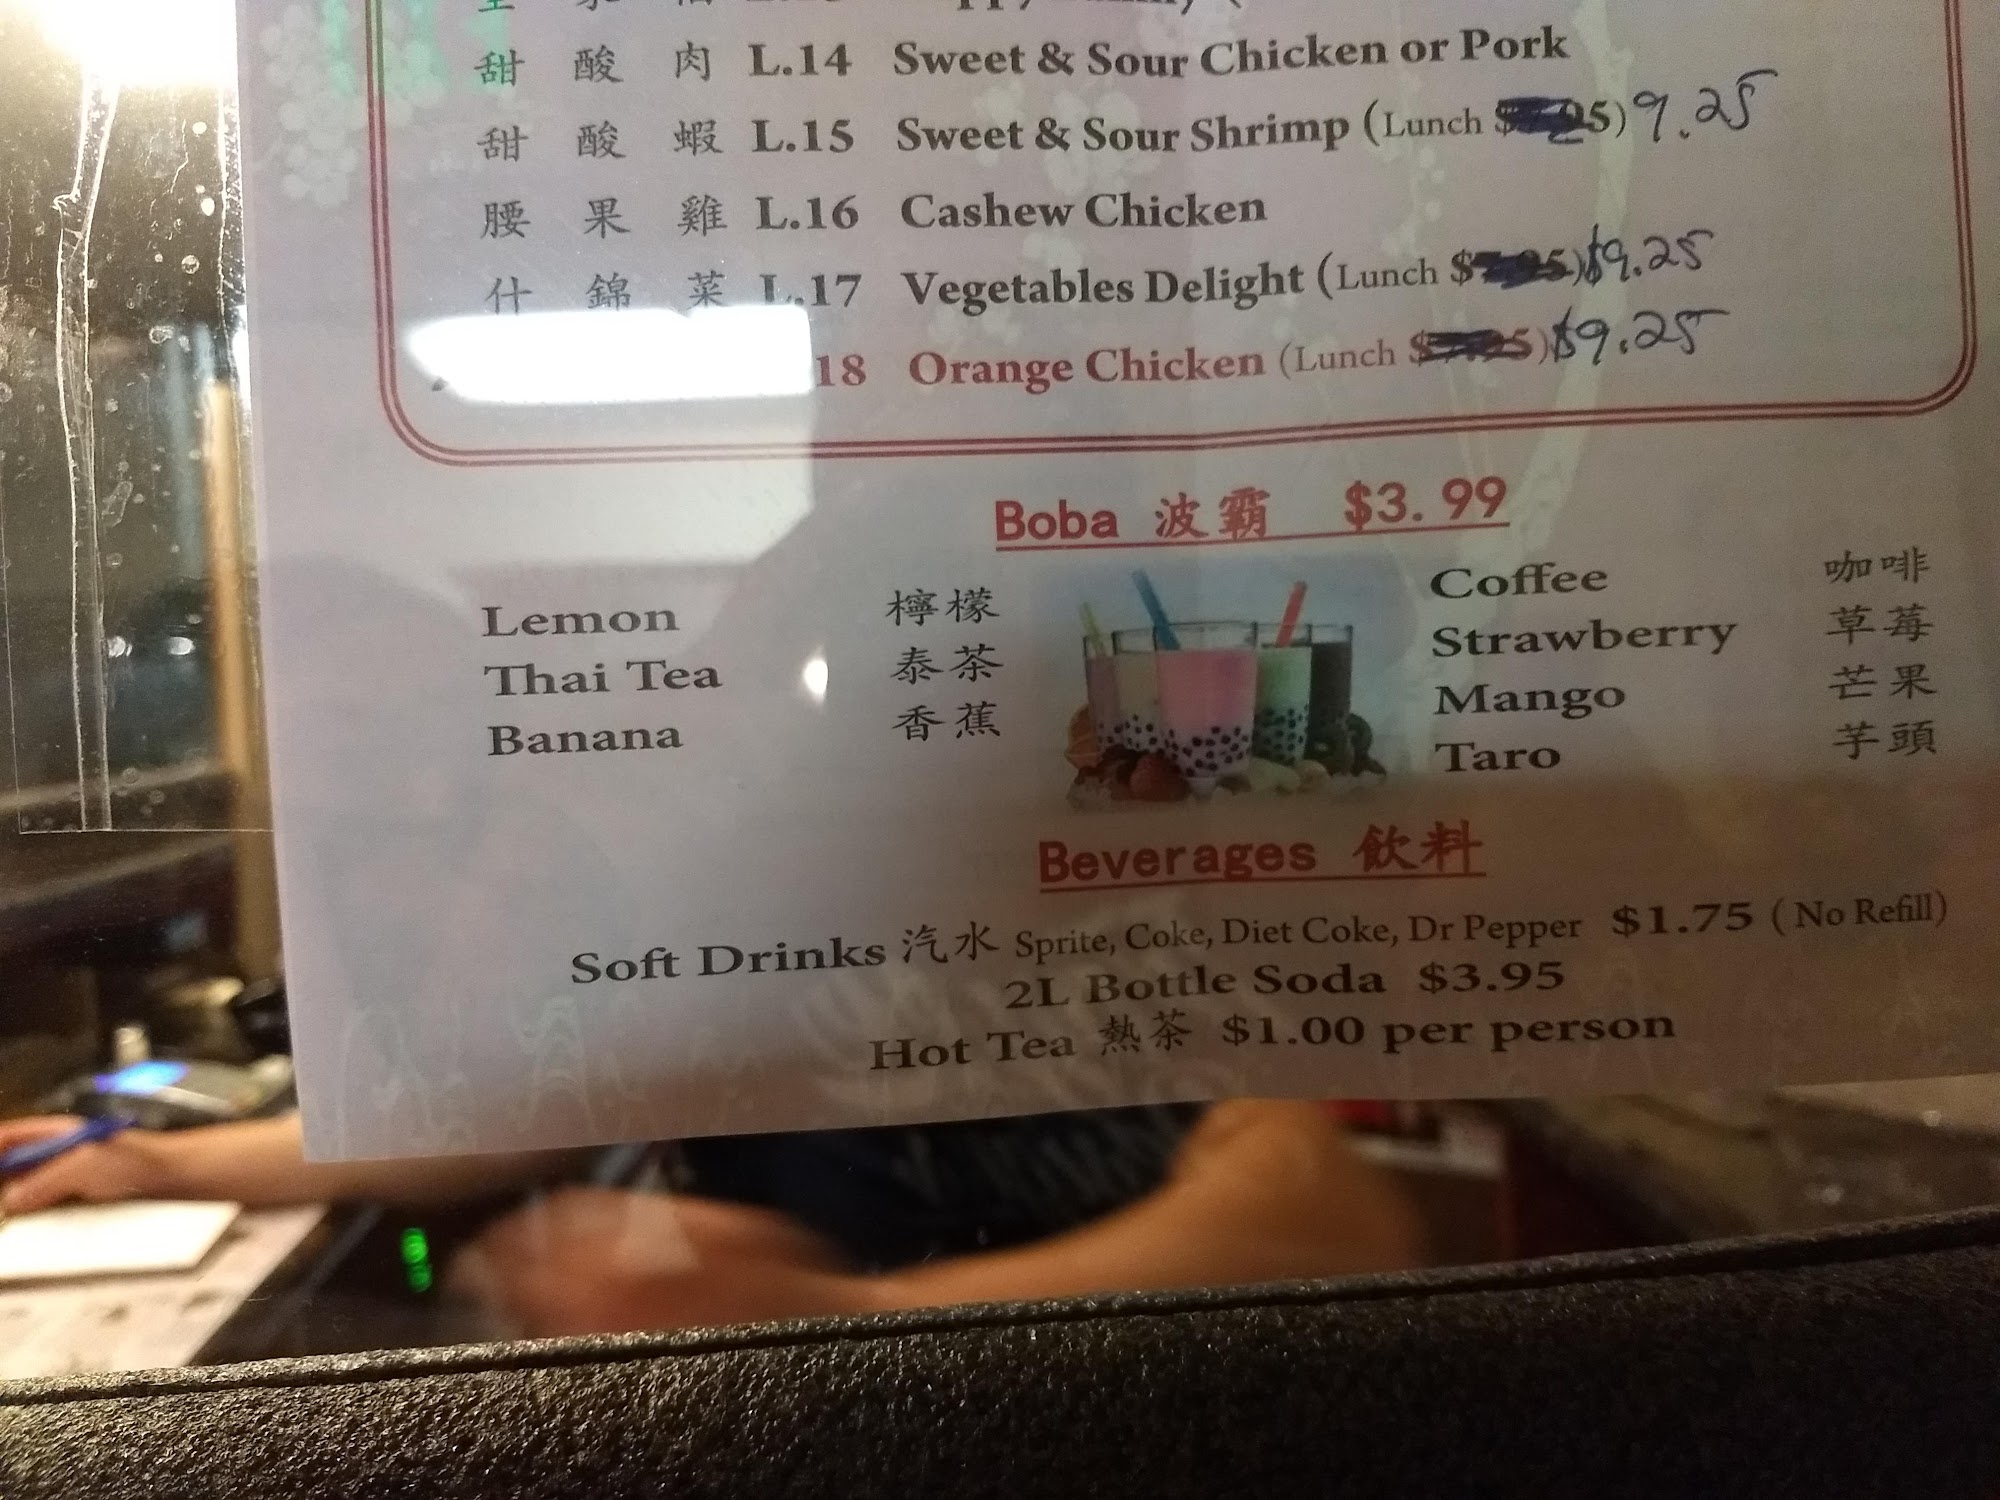 甜酸肉 L.14 Sweet & Sour Chicken or Pork
甜酸蝦 L.15 Sweet & Sour Shrimp (Lunch $ 5) 9.25
腰果雞 L.16 Cashew Chicken
什錦菜 L.17 Vegetables Delight (Lunch $ ) $9.25
18 Orange Chicken (Lunch $ ) $9.25
Boba 波霸 $3.99
Lemon 檸檬
Thai Tea 泰茶
Banana 香蕉
Coffee 咖啡
Strawberry 草莓
Mango 芒果
Taro 芋頭
Beverages 飲料
Soft Drinks 汽水 Sprite, Coke, Diet Coke, Dr Pepper $1.75 (No Refill)
2L Bottle Soda $3.95
Hot Tea 熱茶 $1.00 per person